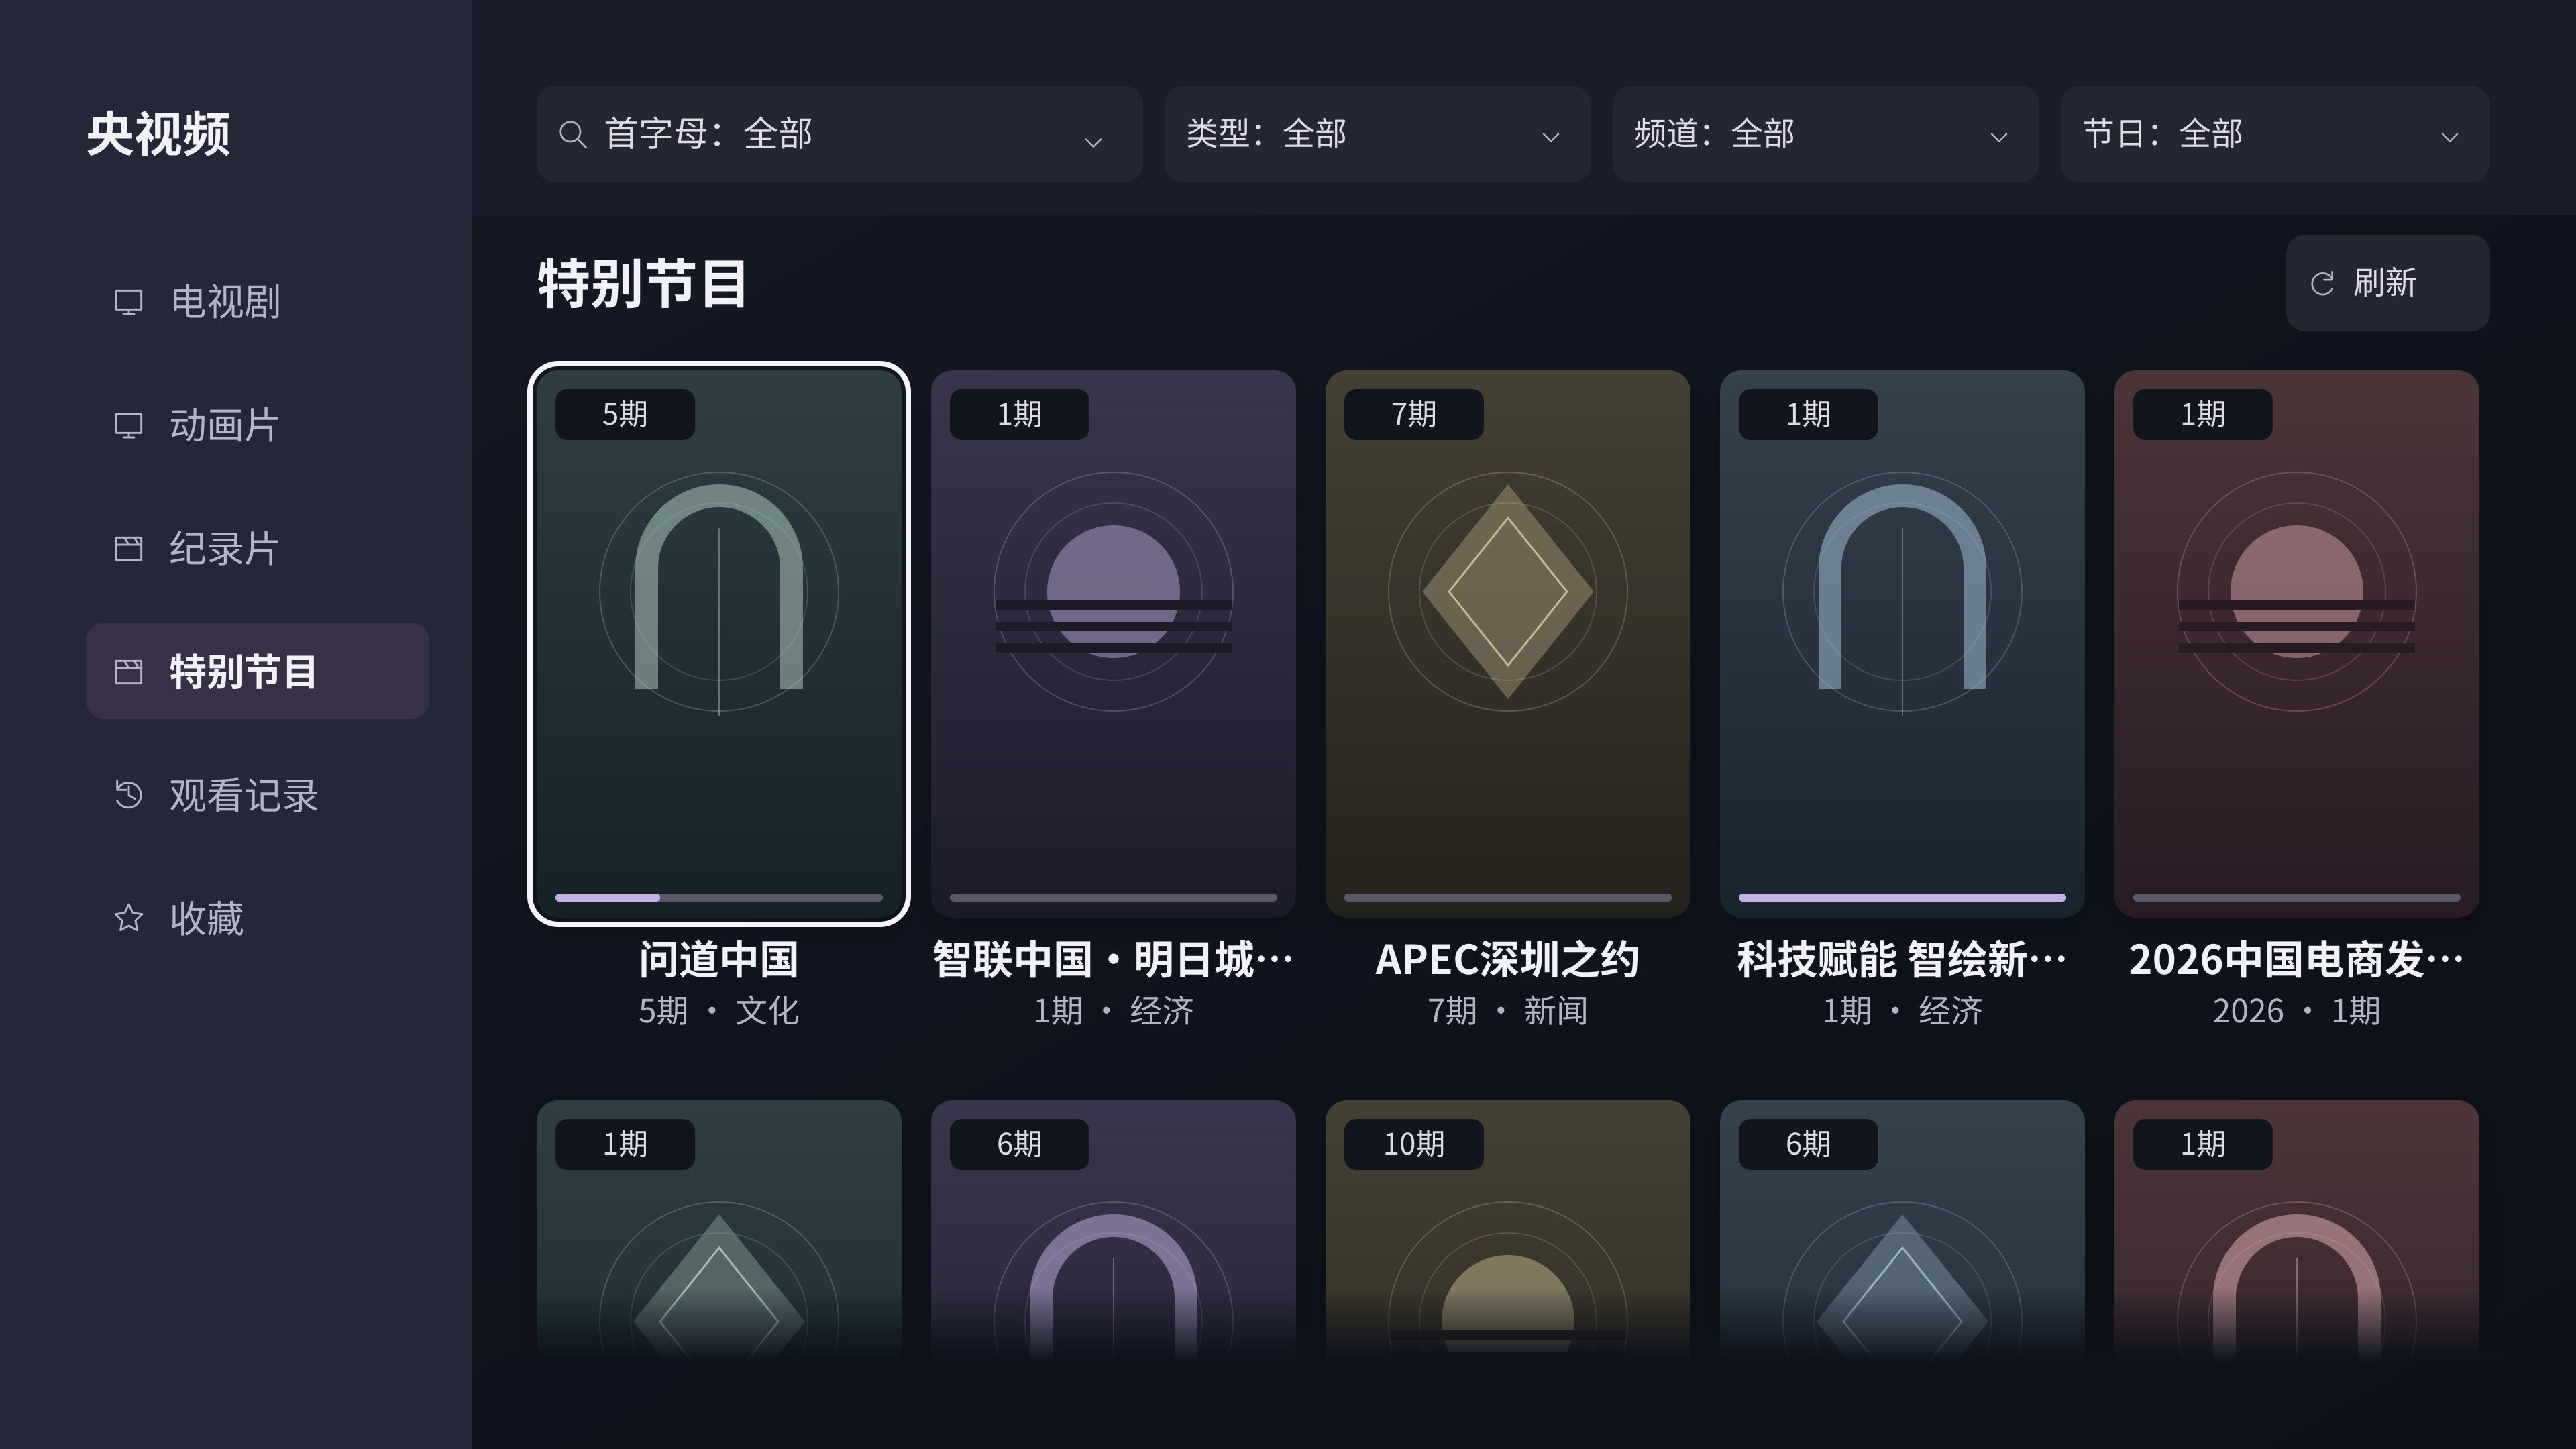 央视频
首字母：全部
类型：全部
频道：全部
节日：全部
电视剧
动画片
纪录片
特别节目
观看记录
收藏
特别节目
刷新
5期
1期
7期
1期
1期
问道中国
智联中国·明日城…
APEC深圳之约
科技赋能 智绘新…
2026中国电商发…
5期 · 文化
1期 · 经济
7期 · 新闻
1期 · 经济
2026 · 1期
1期
6期
10期
6期
1期